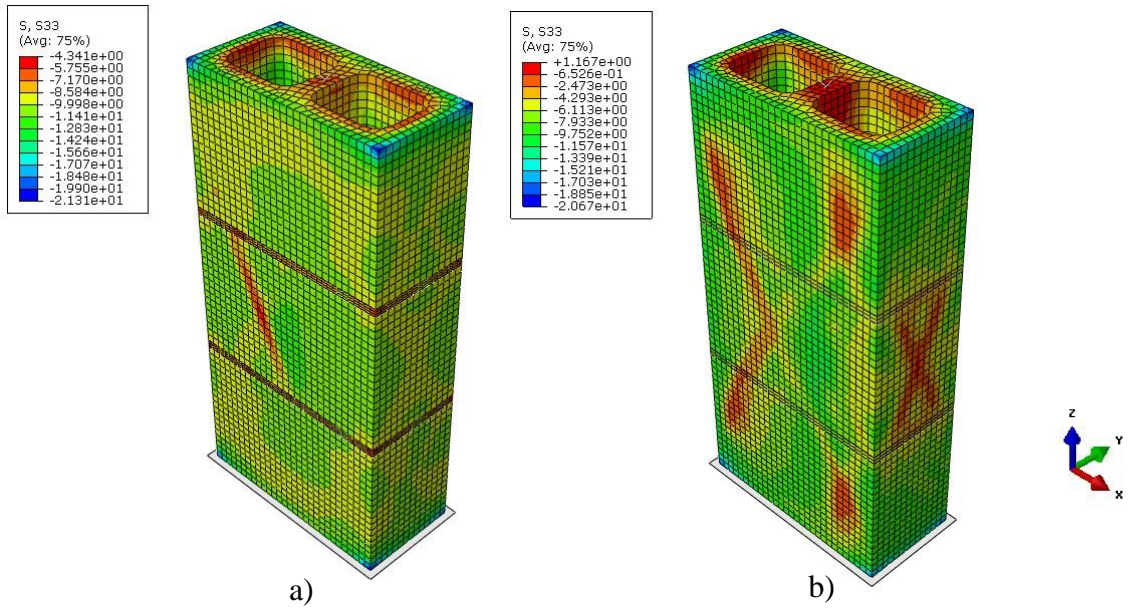 S, S33
(Avg: 75%)
-4.341e+00
-5.755e+00
-7.170e+00
-8.584e+00
-9.998e+00
-1.141e+01
-1.283e+01
-1.424e+01
-1.566e+01
-1.707e+01
-1.848e+01
-1.990e+01
-2.131e+01
S, S33
(Avg: 75%)
+1.167e+00
-6.526e-01
-2.473e+00
-4.293e+00
-6.113e+00
-7.933e+00
-9.752e+00
-1.157e+01
-1.339e+01
-1.521e+01
-1.703e+01
-1.885e+01
-2.067e+01
Z
Y
X
a)
b)